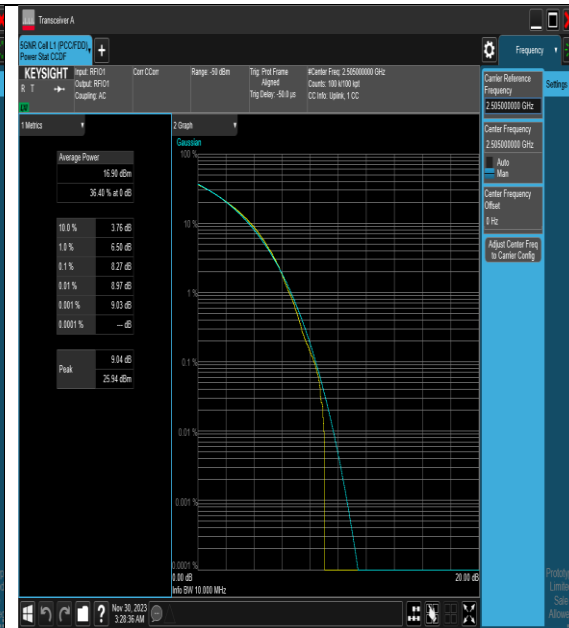 Transceiver A
5GNR Cell L1 (PCC/FDD),
Power Stat CCDF
+
Frequency
KEYSIGHT
R T
Input: RFIO1
Output: RFIO1
Coupling: AC
Corr CCorr
Range: -50 dBm
Trig: Prot Frame
Aligned
Trig Delay: -50.0 µs
#Center Freq: 2.505000000 GHz
Counts: 100 k/100 kpt
CC Info: Uplink, 1 CC
1 Metrics
Average Power
16.90 dBm
36.40 % at 0 dB
10.0 % 3.76 dB
1.0 % 6.50 dB
0.1 % 8.27 dB
0.01 % 8.97 dB
0.001 % 9.03 dB
0.0001 % --- dB
Peak 9.04 dB
25.94 dBm
2 Graph
Gaussian
100 %
10 %
1 %
0.1 %
0.01 %
0.001 %
0.0001 %
0.00 dB 20.00 dB
Info BW 10.000 MHz
Carrier Reference
Frequency
2.505000000 GHz
Center Frequency
2.505000000 GHz
Auto
Man
Center Frequency
Offset
0 Hz
Adjust Center Freq
to Carrier Config
Settings
?
Nov 30, 2023
3:28:36 AM